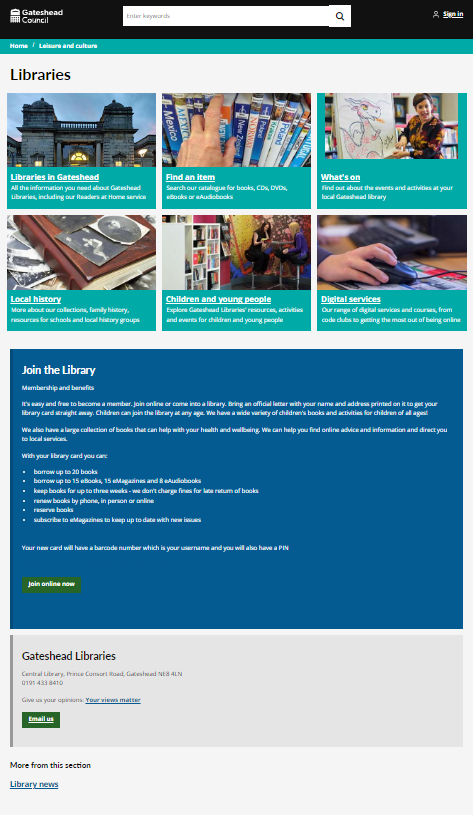 Gateshead
Council
Enter keywords
Sign in
Home / Leisure and culture
Libraries
Libraries in Gateshead
All the information you need about Gateshead
Libraries, including our Readers at Home service
Mexico
New Zealand
Poland
Find an item
Search our catalogue for books, CDs, DVDs,
eBooks or eAudiobooks
What's on
Find out about the events and activities at your
local Gateshead library
Local history
More about our collections, family history,
resources for schools and local history groups
Children and young people
Explore Gateshead Libraries' resources, activities
and events for children and young people
Digital services
Our range of digital services and courses, from
code clubs to getting the most out of being online
Join the Library
Membership and benefits
It's easy and free to become a member. Join online or come into a library. Bring an official letter with your name and address printed on it to get your
library card straight away. Children can join the library at any age. We have a wide variety of children's books and activities for children of all ages!
We also have a large collection of books that can help with your health and wellbeing. We can help you find online advice and information and direct you
to local services.
With your library card you can:
• borrow up to 20 books
• borrow up to 15 eBooks, 15 eMagazines and 8 eAudiobooks
• keep books for up to three weeks - we don't charge fines for late return of books
• renew books by phone, in person or online
• reserve books
• subscribe to eMagazines to keep up to date with new issues
Your new card will have a barcode number which is your username and you will also have a PIN
Join online now
Gateshead Libraries
Central Library, Prince Consort Road, Gateshead NE8 4LN
0191 433 8410
Give us your opinions: Your views matter
Email us
More from this section
Library news